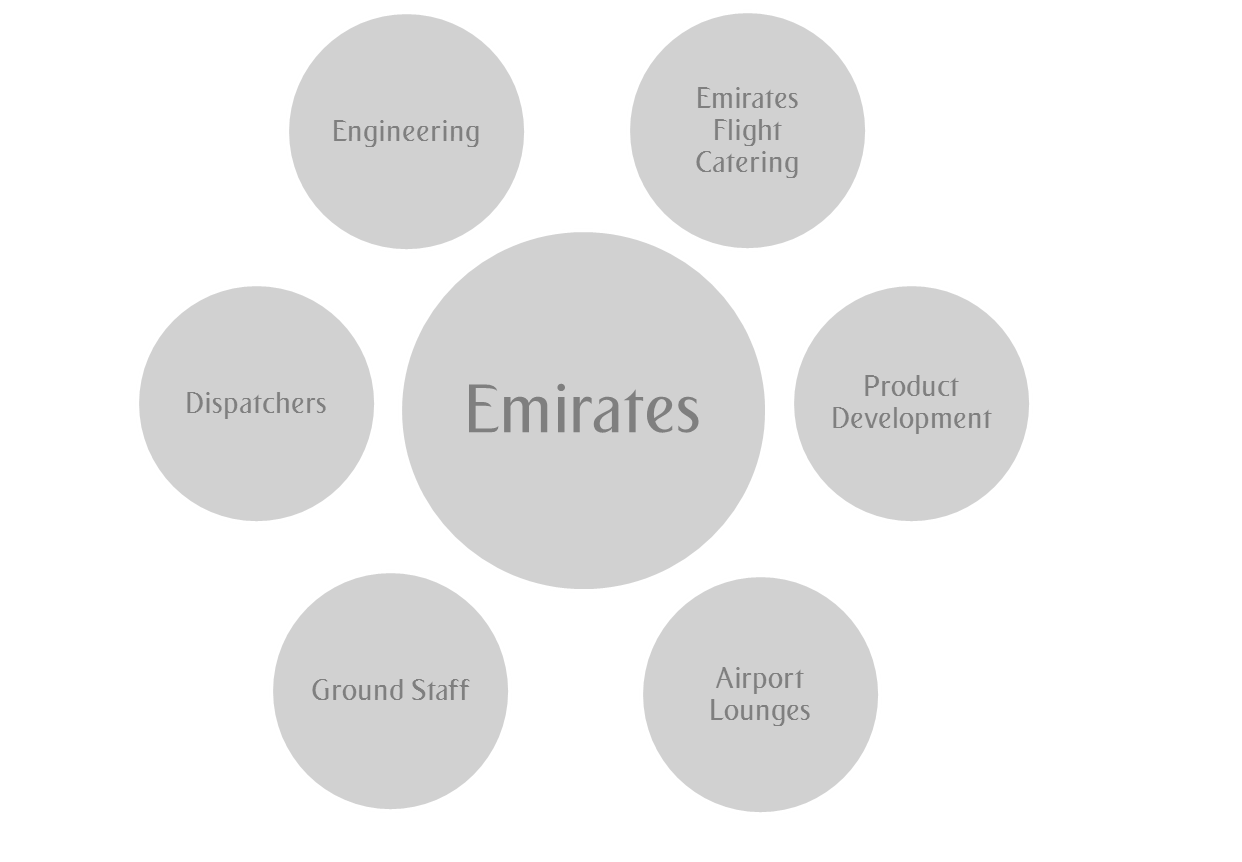 Engineering
Emirates
Flight
Catering
Dispatchers
Emirates
Product
Development
Ground Staff
Airport
Lounges